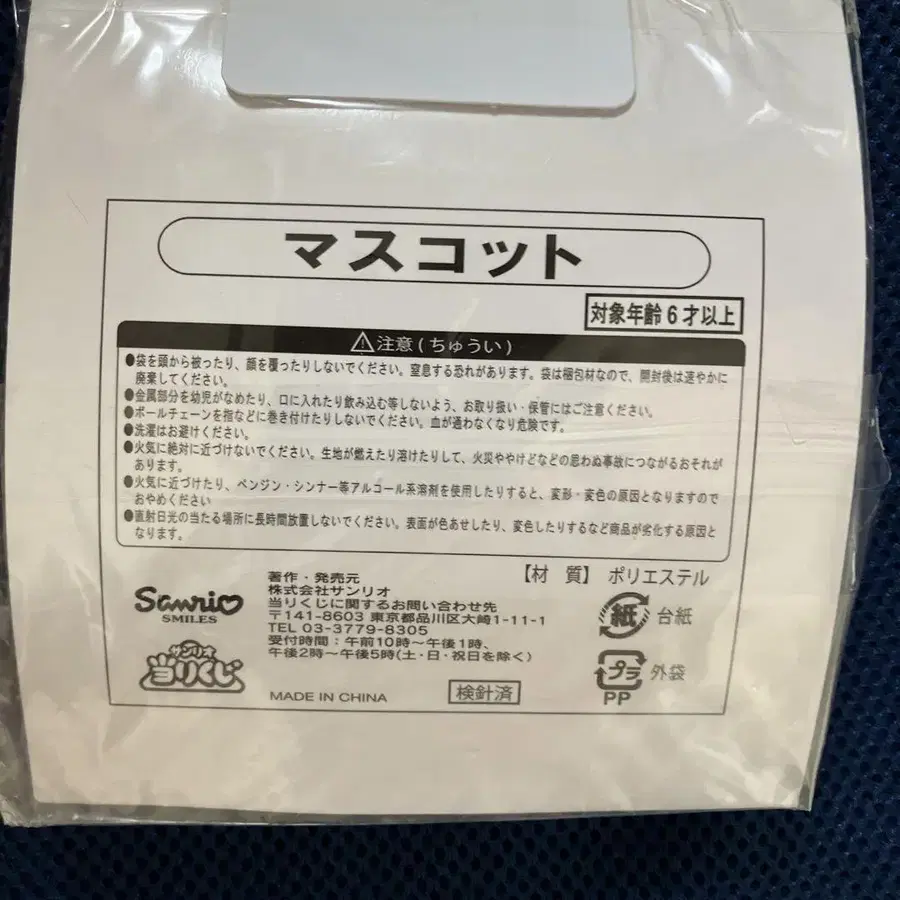 マスコット
対象年齢6才以上
⚠注意(ちゅうい)
●袋を頭から被ったり、顔を覆ったりしないでください。窒息する恐れがあります。袋は梱包材なので、開封後は速やかに
廃棄してください。
●金属部分を幼児がなめたり、口に入れたり飲み込む等しないよう、お取り扱い・保管にはご注意ください。
●ボールチェーンを指などに巻き付けたりしないでください。血が通わなくなり危険です。
●洗濯はお避けください。
●火気に絶対に近づけないでください。生地が燃えたり溶けたりして、火災ややけどなどの思わぬ事故につながるおそれが
あります。
●火気に近づけたり、ベンジン・シンナー等アルコール系溶剤を使用したりすると、変形・変色の原因となりますので
おやめください
●直射日光の当たる場所に長時間放置しないでください。表面が色あせしたり、変色したりするなど商品が劣化する原因と
なります。
【材 質】 ポリエステル
Sanrio
SMILES
サンリオ
当りくじ
著作・発売元
株式会社サンリオ
当りくじに関するお問い合わせ先
〒141-8603 東京都品川区大崎1-11-1
TEL 03-3779-8305
受付時間:午前10時～午後1時、
午後2時～午後5時(土・日・祝日を除く)
MADE IN CHINA
検針済
紙 台紙
プラ 外袋
PP